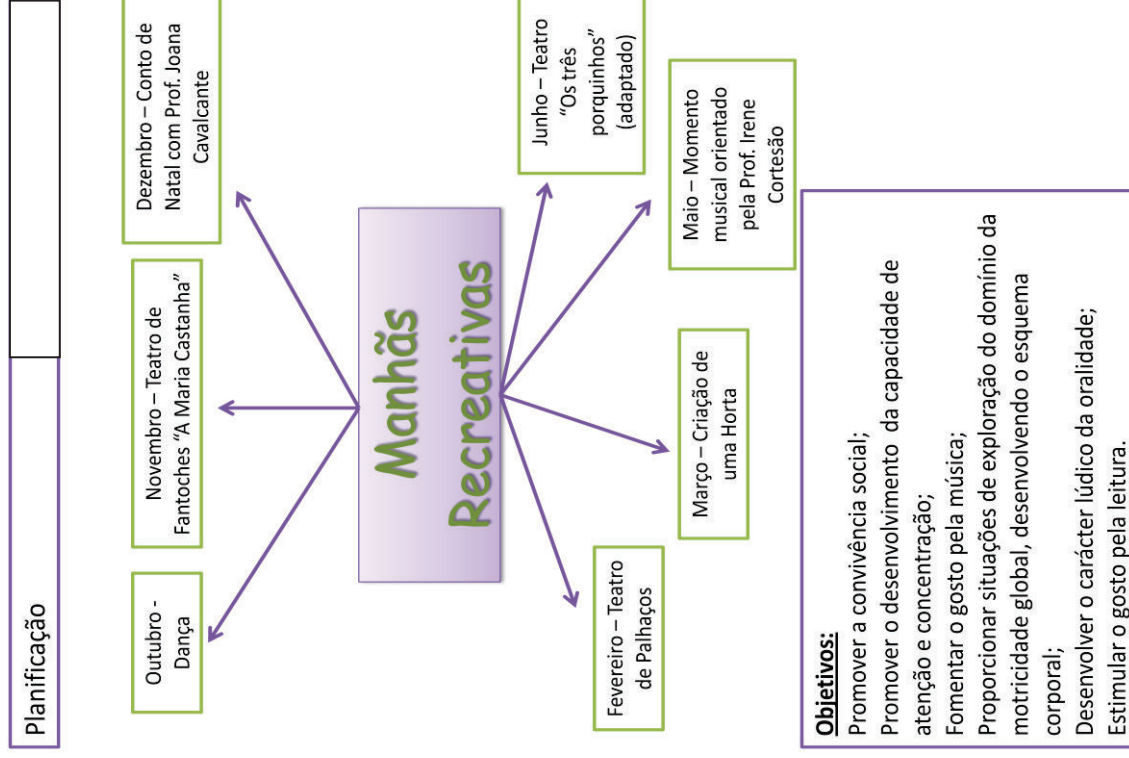 Planificação
Outubro -
Dança
Novembro – Teatro de
Fantoches “A Maria Castanha”
Dezembro – Conto de
Natal com Prof. Joana
Cavalcante
Manhãs
Recreativas
Fevereiro – Teatro
de Palhaços
Março – Criação de
uma Horta
Maio – Momento
musical orientado
pela Prof. Irene
Cortesão
Junho – Teatro
“Os três
porquinhos”
(adaptado)
Objetivos:
Promover a convivência social;
Promover o desenvolvimento da capacidade de
atenção e concentração;
Fomentar o gosto pela música;
Proporcionar situações de exploração do domínio da
motricidade global, desenvolvendo o esquema
corporal;
Desenvolver o carácter lúdico da oralidade;
Estimular o gosto pela leitura.